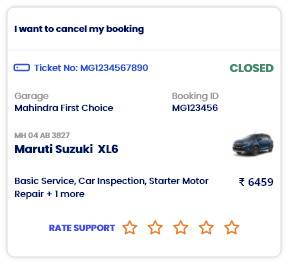 I want to cancel my booking
Ticket No: MG1234567890 CLOSED
Garage Booking ID
Mahindra First Choice MG123456
MH 04 AB 3827
Maruti Suzuki XL6
Basic Service, Car Inspection, Starter Motor ₹ 6459
Repair + 1 more
RATE SUPPORT